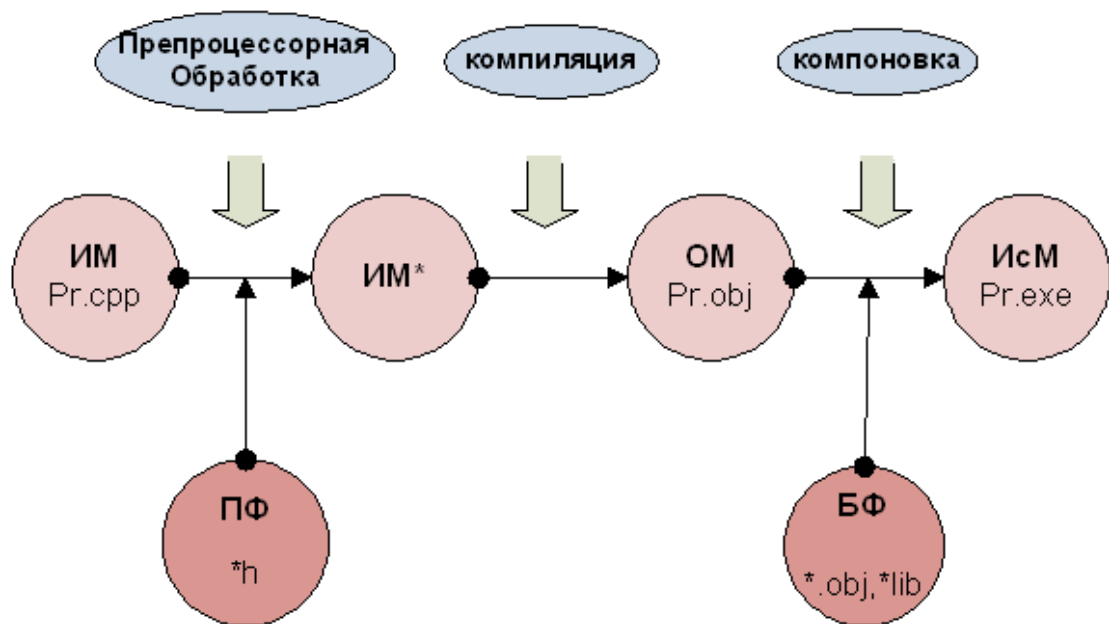 Препроцессорная
Обработка
компиляция
компоновка
ИМ
Pr.cpp
ИМ*
ОМ
Pr.obj
ИсМ
Pr.exe
ПФ
*h
БФ
*.obj,*lib